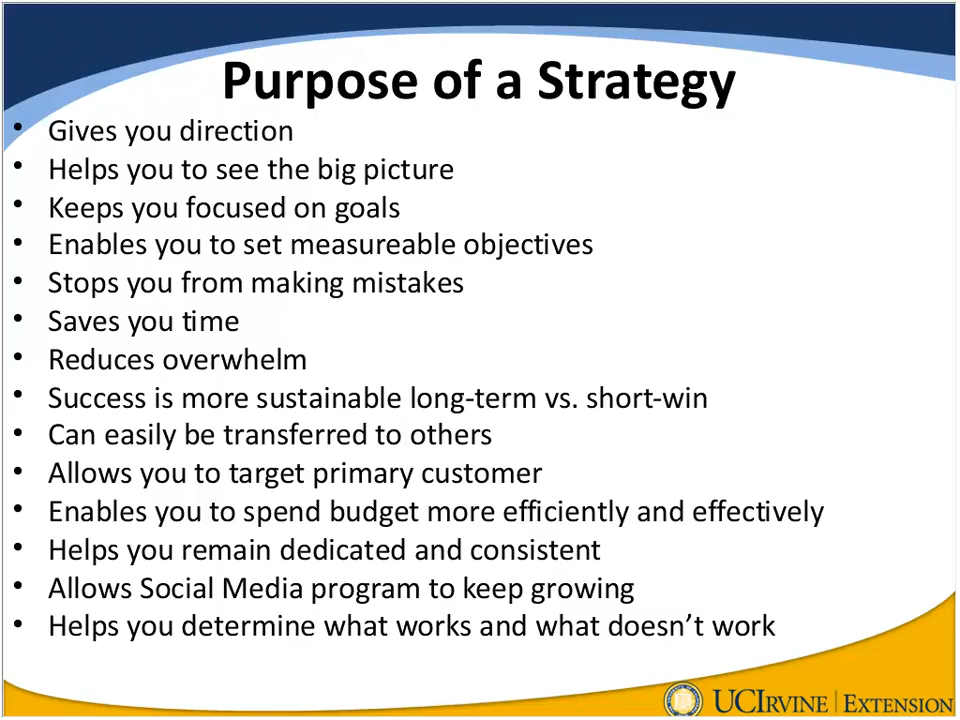 Purpose of a Strategy
• Gives you direction
• Helps you to see the big picture
• Keeps you focused on goals
• Enables you to set measureable objectives
• Stops you from making mistakes
• Saves you time
• Reduces overwhelm
• Success is more sustainable long-term vs. short-win
• Can easily be transferred to others
• Allows you to target primary customer
• Enables you to spend budget more efficiently and effectively
• Helps you remain dedicated and consistent
• Allows Social Media program to keep growing
• Helps you determine what works and what doesn’t work
UCIRVINE | EXTENSION